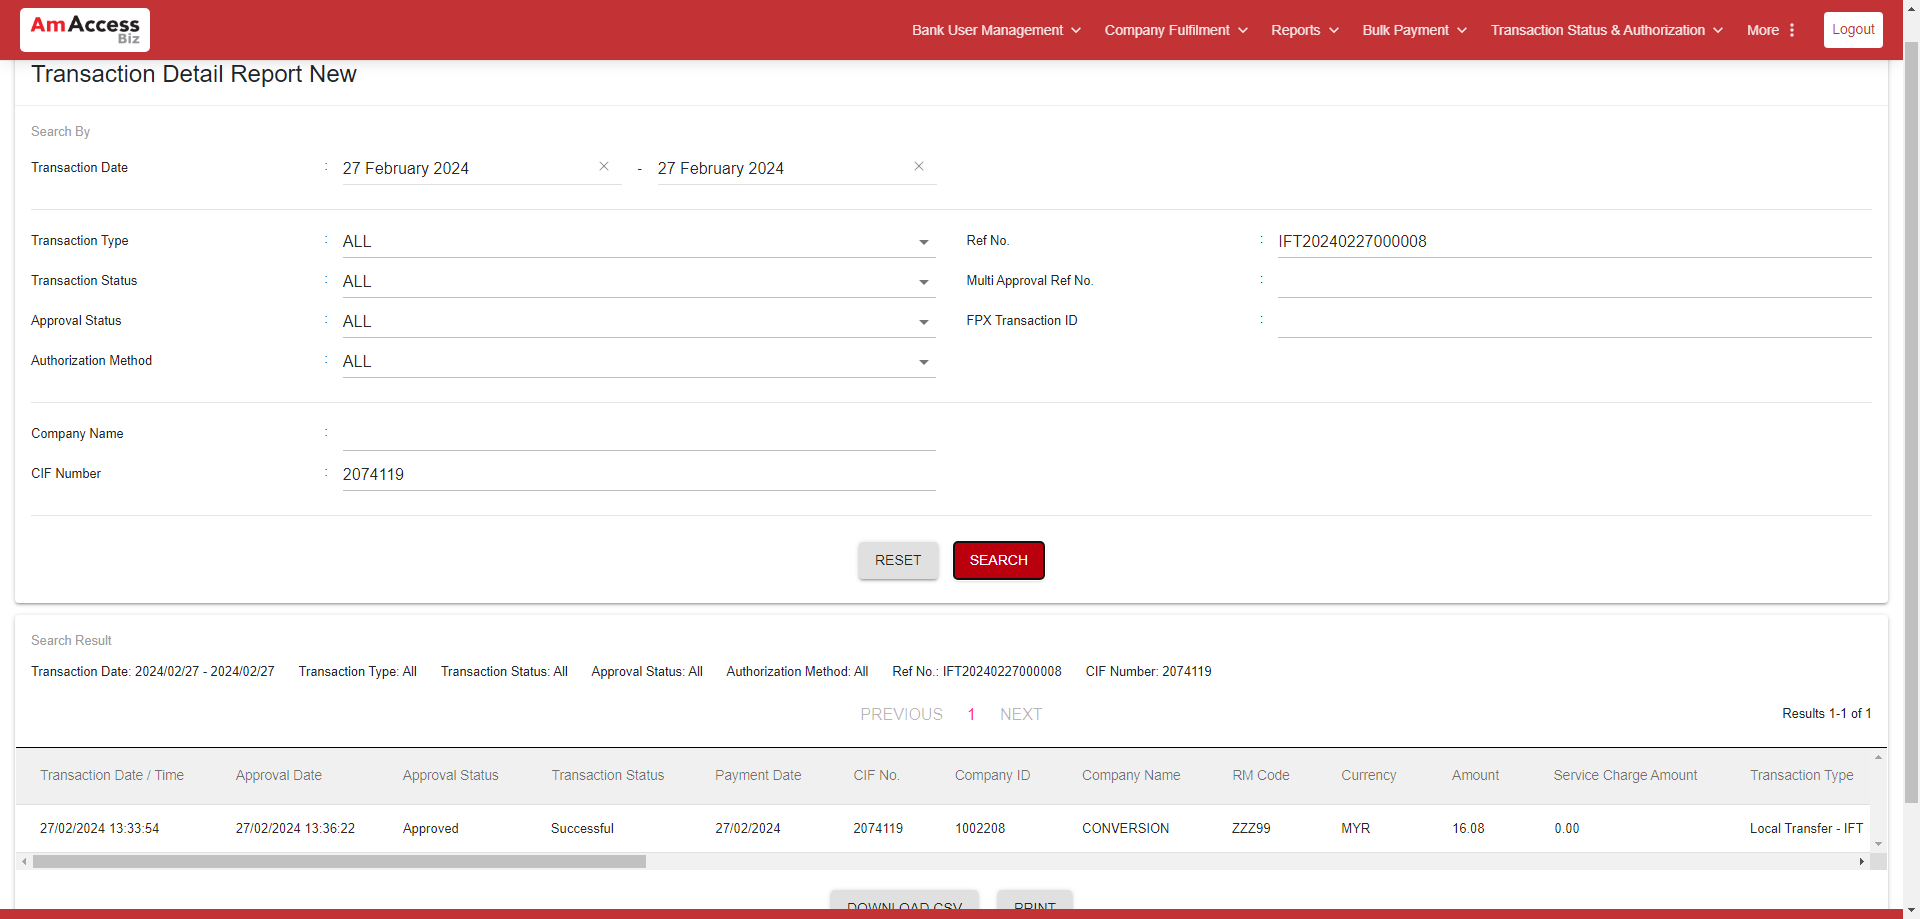 AmAccess Biz
Bank User Management Company Fulfilment Reports Bulk Payment Transaction Status & Authorization More Logout
Transaction Detail Report New
Search By
Transaction Date : 27 February 2024 - 27 February 2024
Transaction Type : ALL Ref No. : IFT20240227000008
Transaction Status : ALL Multi Approval Ref No. :
Approval Status : ALL FPX Transaction ID :
Authorization Method : ALL
Company Name :
CIF Number : 2074119
RESET SEARCH
Search Result
Transaction Date: 2024/02/27 - 2024/02/27 Transaction Type: All Transaction Status: All Approval Status: All Authorization Method: All Ref No.: IFT20240227000008 CIF Number: 2074119
PREVIOUS 1 NEXT Results 1-1 of 1
Transaction Date / Time Approval Date Approval Status Transaction Status Payment Date CIF No. Company ID Company Name RM Code Currency Amount Service Charge Amount Transaction Type
27/02/2024 13:33:54 27/02/2024 13:36:22 Approved Successful 27/02/2024 2074119 1002208 CONVERSION ZZZ99 MYR 16.08 0.00 Local Transfer - IFT
DOWNLOAD CSV PRINT